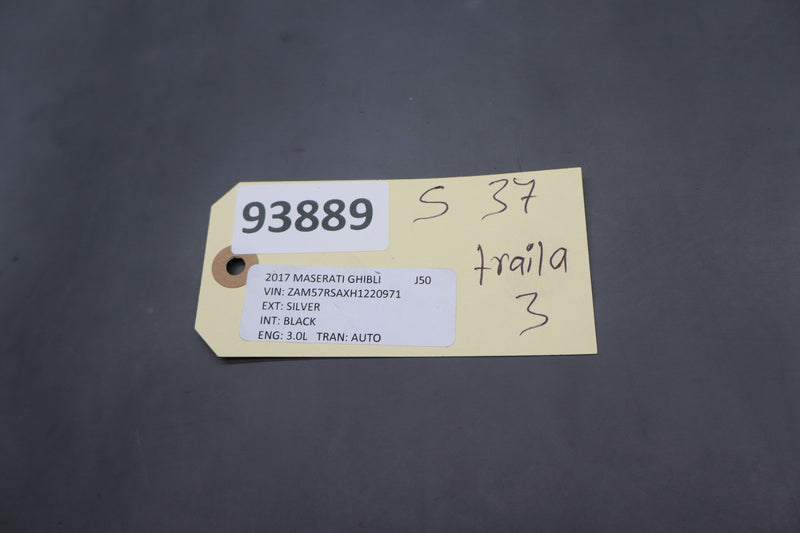 93889
S 37
traila
3
2017 MASERATI GHIBLI J50
VIN: ZAM57RSAXH1220971
EXT: SILVER
INT: BLACK
ENG: 3.0L TRAN: AUTO